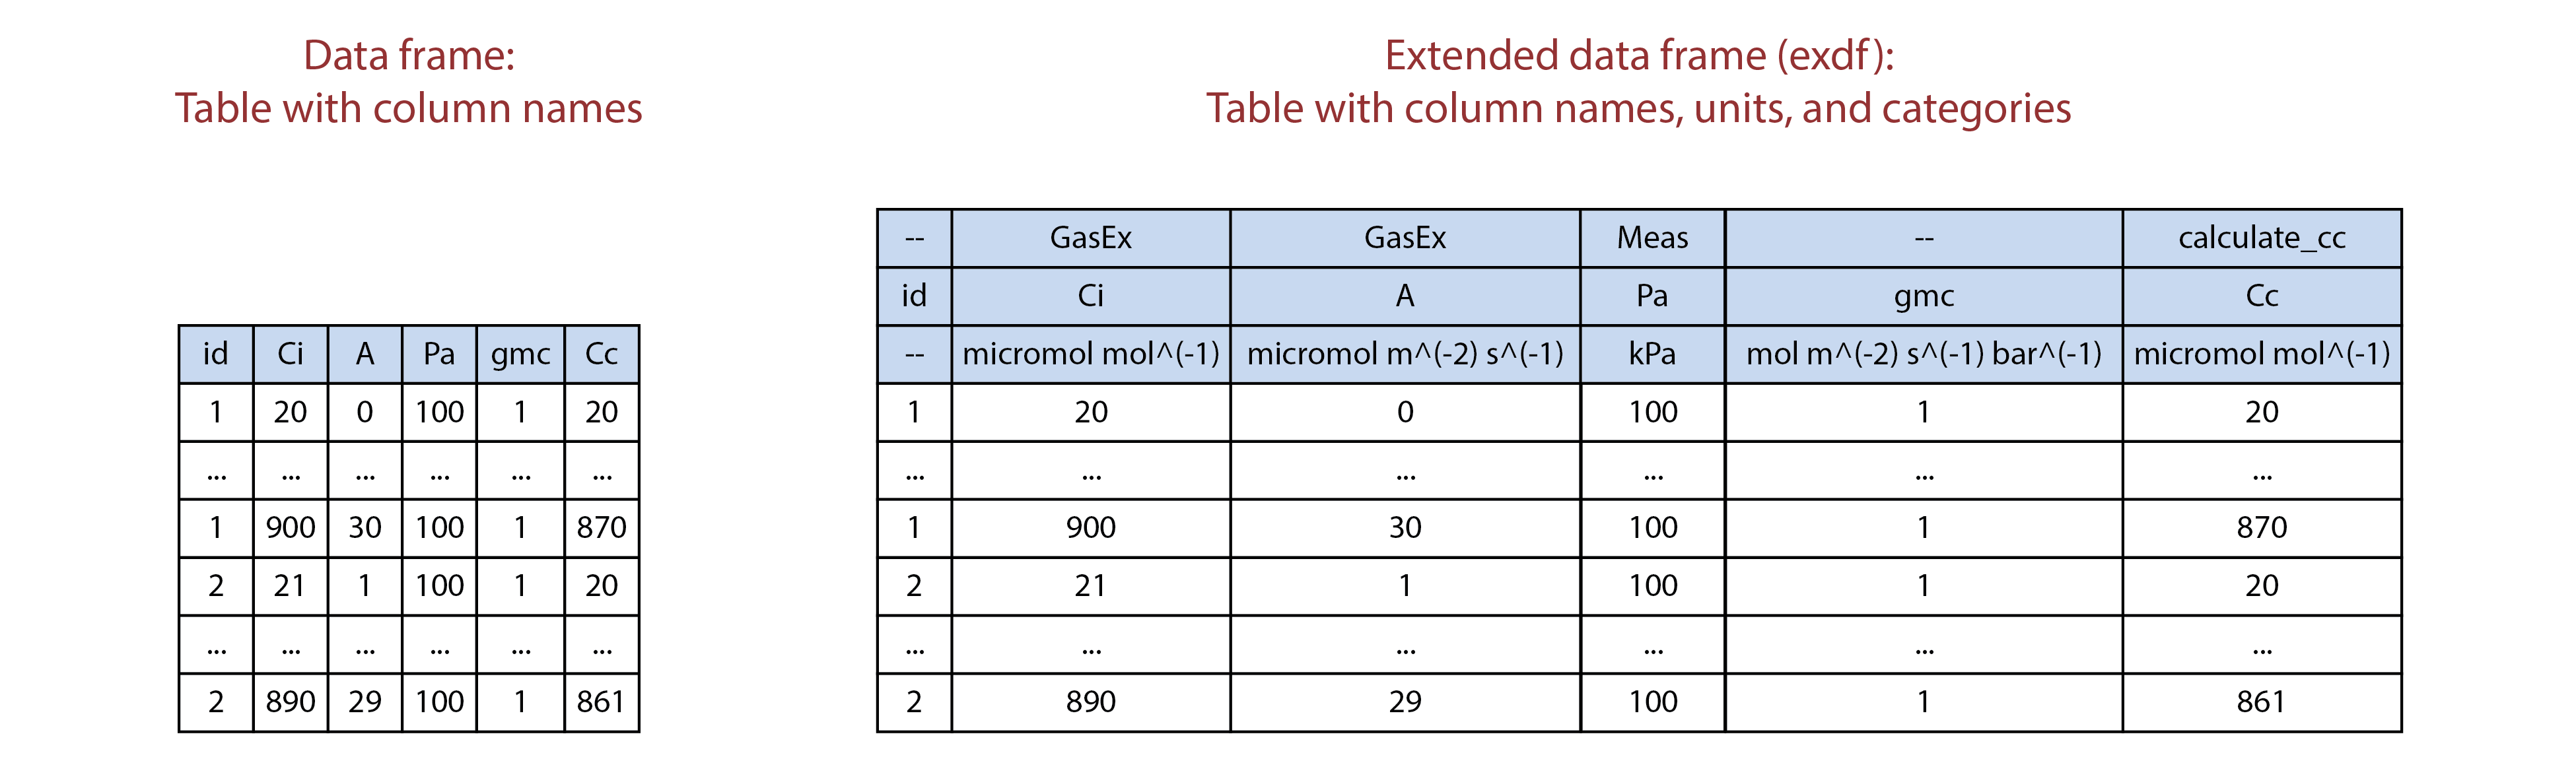 Data frame:
Table with column names
id Ci A Pa gmc Cc
1 20 0 100 1 20
... ... ... ... ... ...
1 900 30 100 1 870
2 21 1 100 1 20
... ... ... ... ... ...
2 890 29 100 1 861
Extended data frame (exdf):
Table with column names, units, and categories
-- GasEx GasEx Meas -- calculate_cc
id Ci A Pa gmc Cc
-- micromol mol^(-1) micromol m^(-2) s^(-1) kPa mol m^(-2) s^(-1) bar^(-1) micromol mol^(-1)
1 20 0 100 1 20
... ... ... ... ... ...
1 900 30 100 1 870
2 21 1 100 1 20
... ... ... ... ... ...
2 890 29 100 1 861